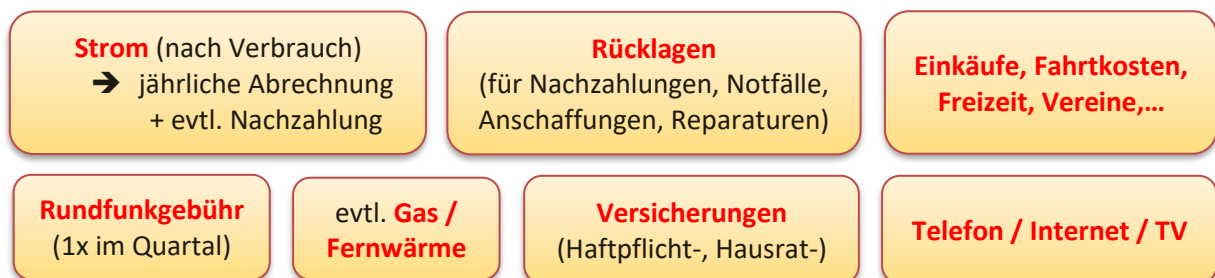 Strom (nach Verbrauch)
➔ jährliche Abrechnung
+ evtl. Nachzahlung
Rücklagen
(für Nachzahlungen, Notfälle,
Anschaffungen, Reparaturen)
Einkäufe, Fahrtkosten,
Freizeit, Vereine,...
Rundfunkgebühr
(1x im Quartal)
evtl. Gas /
Fernwärme
Versicherungen
(Haftpflicht-, Hausrat-)
Telefon / Internet / TV